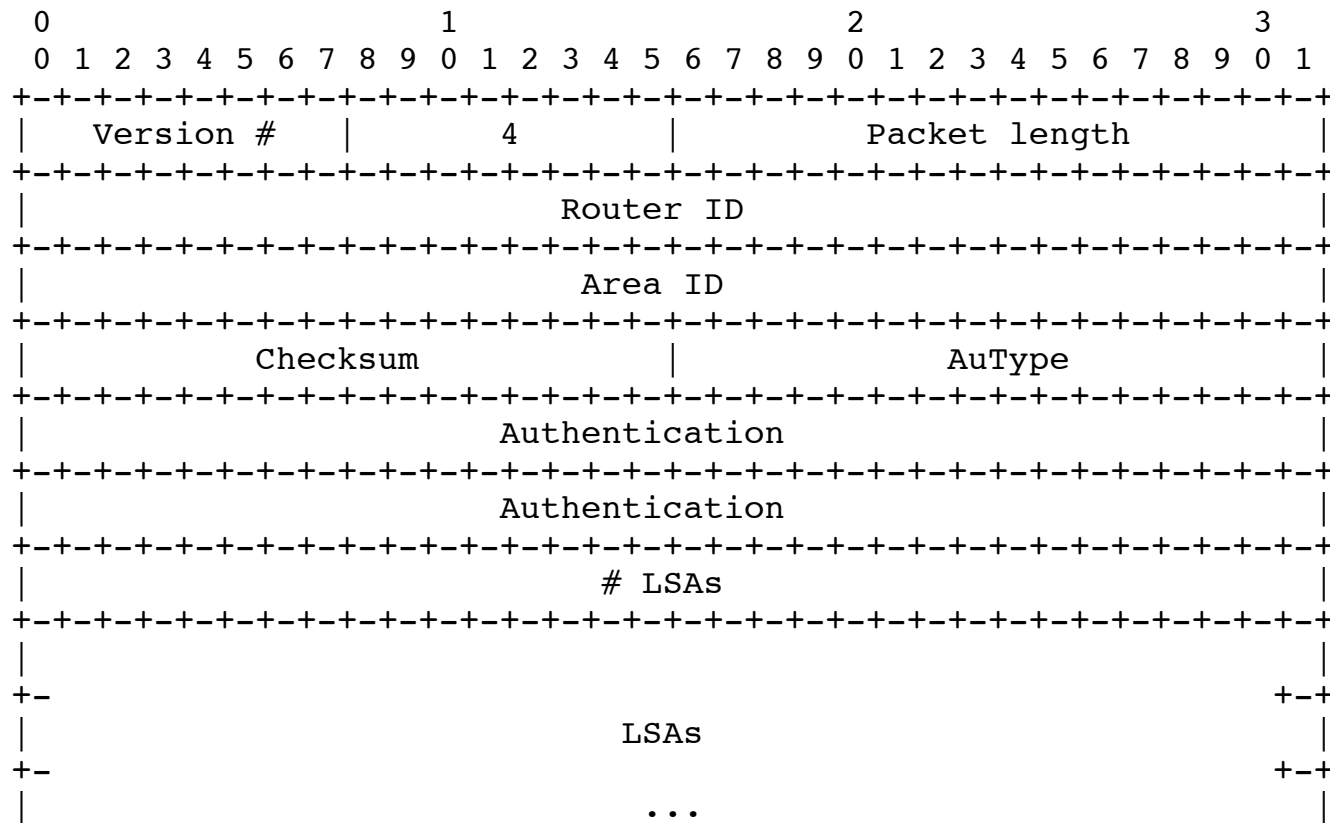 0                   1                   2                   3
 0 1 2 3 4 5 6 7 8 9 0 1 2 3 4 5 6 7 8 9 0 1 2 3 4 5 6 7 8 9 0 1
+-+-+-+-+-+-+-+-+-+-+-+-+-+-+-+-+-+-+-+-+-+-+-+-+-+-+-+-+-+-+-+-+
|   Version #   |       4       |         Packet length         |
+-+-+-+-+-+-+-+-+-+-+-+-+-+-+-+-+-+-+-+-+-+-+-+-+-+-+-+-+-+-+-+-+
|                          Router ID                            |
+-+-+-+-+-+-+-+-+-+-+-+-+-+-+-+-+-+-+-+-+-+-+-+-+-+-+-+-+-+-+-+-+
|                           Area ID                             |
+-+-+-+-+-+-+-+-+-+-+-+-+-+-+-+-+-+-+-+-+-+-+-+-+-+-+-+-+-+-+-+-+
|           Checksum            |             AuType            |
+-+-+-+-+-+-+-+-+-+-+-+-+-+-+-+-+-+-+-+-+-+-+-+-+-+-+-+-+-+-+-+-+
|                       Authentication                          |
+-+-+-+-+-+-+-+-+-+-+-+-+-+-+-+-+-+-+-+-+-+-+-+-+-+-+-+-+-+-+-+-+
|                       Authentication                          |
+-+-+-+-+-+-+-+-+-+-+-+-+-+-+-+-+-+-+-+-+-+-+-+-+-+-+-+-+-+-+-+-+
|                            # LSAs                             |
+-+-+-+-+-+-+-+-+-+-+-+-+-+-+-+-+-+-+-+-+-+-+-+-+-+-+-+-+-+-+-+-+
|                                                               |
+-                                                            +-+
|                             LSAs                              |
+-                                                            +-+
|                              ...                              |